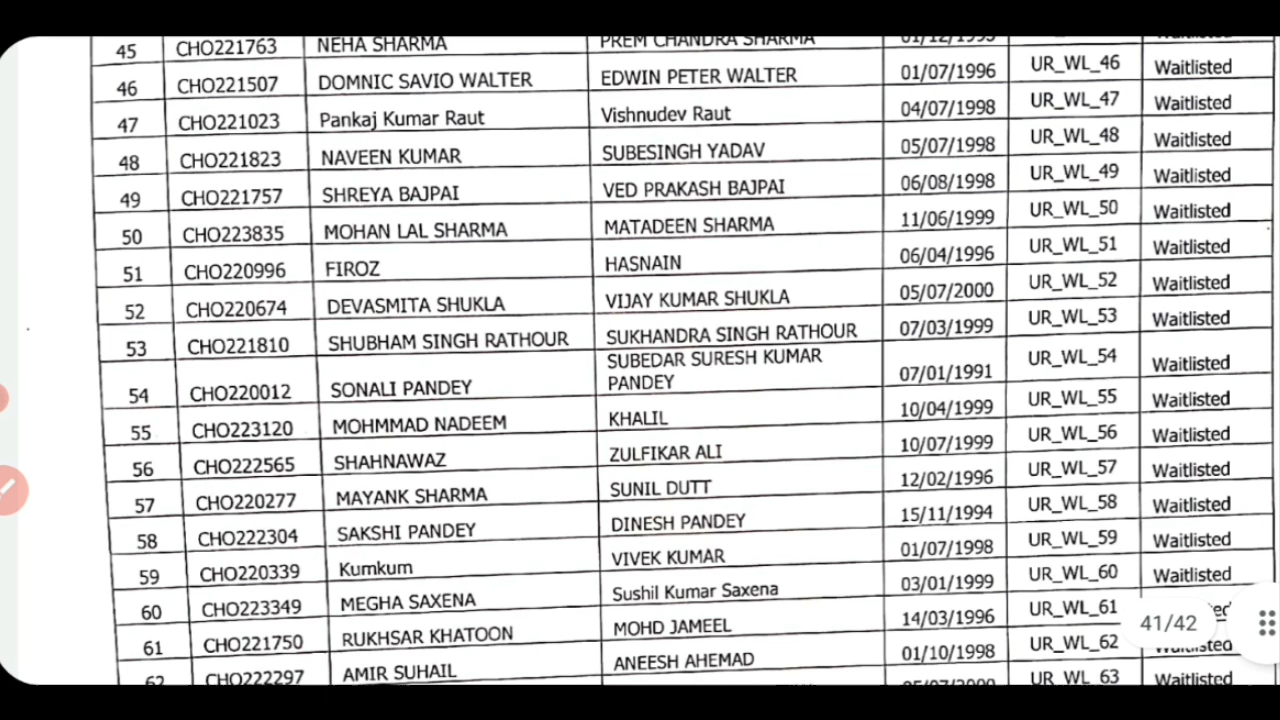 45 CHO221763 NEHA SHARMA PREM CHANDRA SHARMA Waitlisted
46 CHO221507 DOMNIC SAVIO WALTER EDWIN PETER WALTER 01/07/1996 UR_WL_46 Waitlisted
47 CHO221023 Pankaj Kumar Raut Vishnudev Raut 04/07/1998 UR_WL_47 Waitlisted
48 CHO221823 NAVEEN KUMAR SUBESINGH YADAV 05/07/1998 UR_WL_48 Waitlisted
49 CHO221757 SHREYA BAJPAI VED PRAKASH BAJPAI 06/08/1998 UR_WL_49 Waitlisted
50 CHO223835 MOHAN LAL SHARMA MATADEEN SHARMA 11/06/1999 UR_WL_50 Waitlisted
51 CHO220996 FIROZ HASNAIN 06/04/1996 UR_WL_51 Waitlisted
52 CHO220674 DEVASMITA SHUKLA VIJAY KUMAR SHUKLA 05/07/2000 UR_WL_52 Waitlisted
53 CHO221810 SHUBHAM SINGH RATHOUR SUKHANDRA SINGH RATHOUR 07/03/1999 UR_WL_53 Waitlisted
54 CHO220012 SONALI PANDEY SUBEDAR SURESH KUMAR
PANDEY 07/01/1991 UR_WL_54 Waitlisted
55 CHO223120 MOHMMAD NADEEM KHALIL 10/04/1999 UR_WL_55 Waitlisted
56 CHO222565 SHAHNAWAZ ZULFIKAR ALI 10/07/1999 UR_WL_56 Waitlisted
57 CHO220277 MAYANK SHARMA SUNIL DUTT 12/02/1996 UR_WL_57 Waitlisted
58 CHO222304 SAKSHI PANDEY DINESH PANDEY 15/11/1994 UR_WL_58 Waitlisted
59 CHO220339 Kumkum VIVEK KUMAR 01/07/1998 UR_WL_59 Waitlisted
60 CHO223349 MEGHA SAXENA Sushil Kumar Saxena 03/01/1999 UR_WL_60 Waitlisted
61 CHO221750 RUKHSAR KHATOON MOHD JAMEEL 14/03/1996 UR_WL_61
41/42
62 CHO222297 AMIR SUHAIL ANEESH AHEMAD 01/10/1998 UR_WL_62 Waitlisted
UR_WL_63 Waitlisted